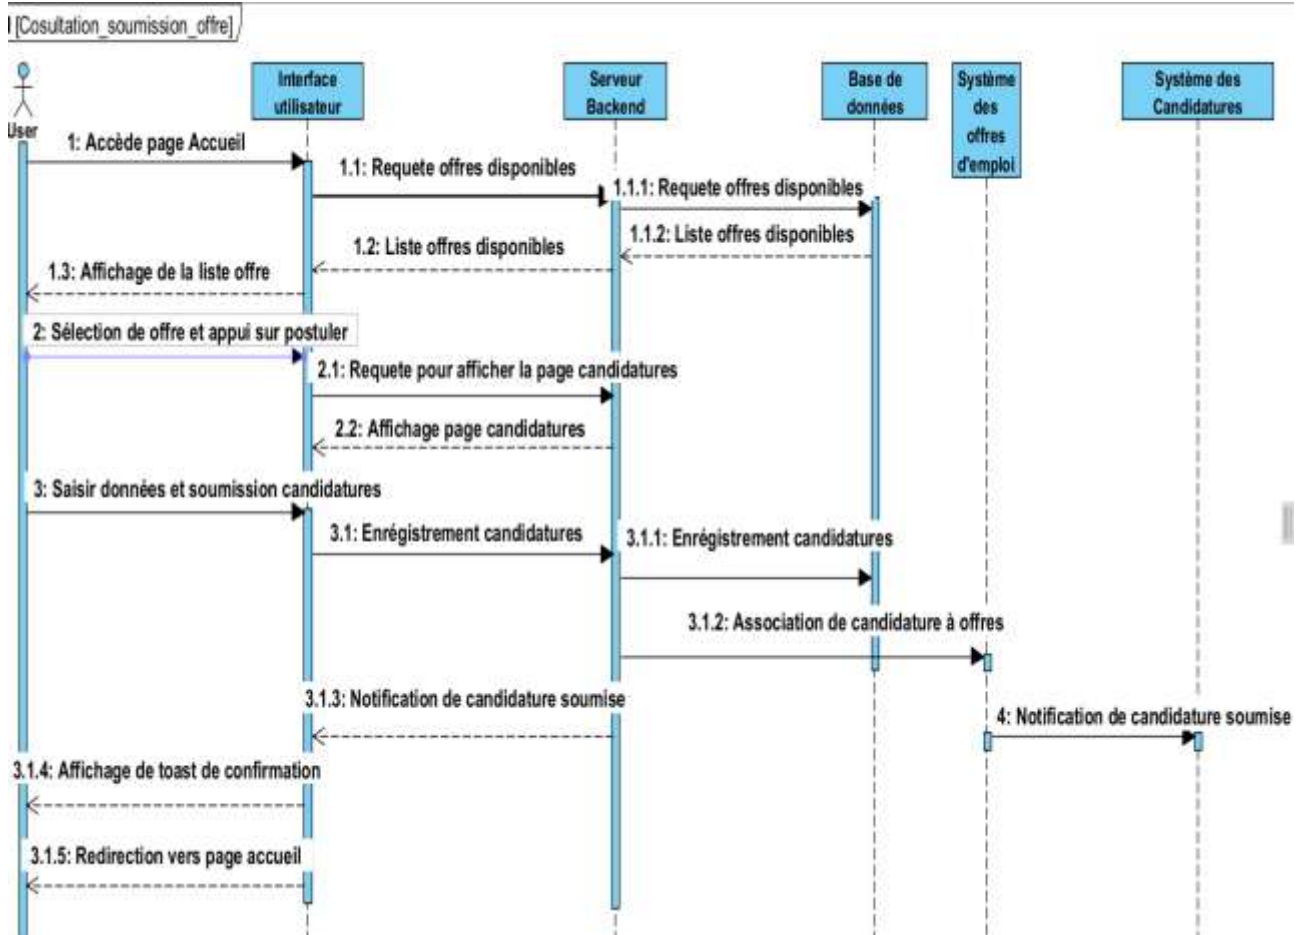 [Cosultation_soumission_offre]
User
Interface
utilisateur
Serveur
Backend
Base de
données
Système
des
offres
d'emploi
Système des
Candidatures
1: Accède page Accueil
1.1: Requete offres disponibles
1.1.1: Requete offres disponibles
1.1.2: Liste offres disponibles
1.2: Liste offres disponibles
1.3: Affichage de la liste offre
2: Sélection de offre et appui sur postuler
2.1: Requete pour afficher la page candidatures
2.2: Affichage page candidatures
3: Saisir données et soumission candidatures
3.1: Enrégistrement candidatures
3.1.1: Enrégistrement candidatures
3.1.2: Association de candidature à offres
3.1.3: Notification de candidature soumise
4: Notification de candidature soumise
3.1.4: Affichage de toast de confirmation
3.1.5: Redirection vers page accueil